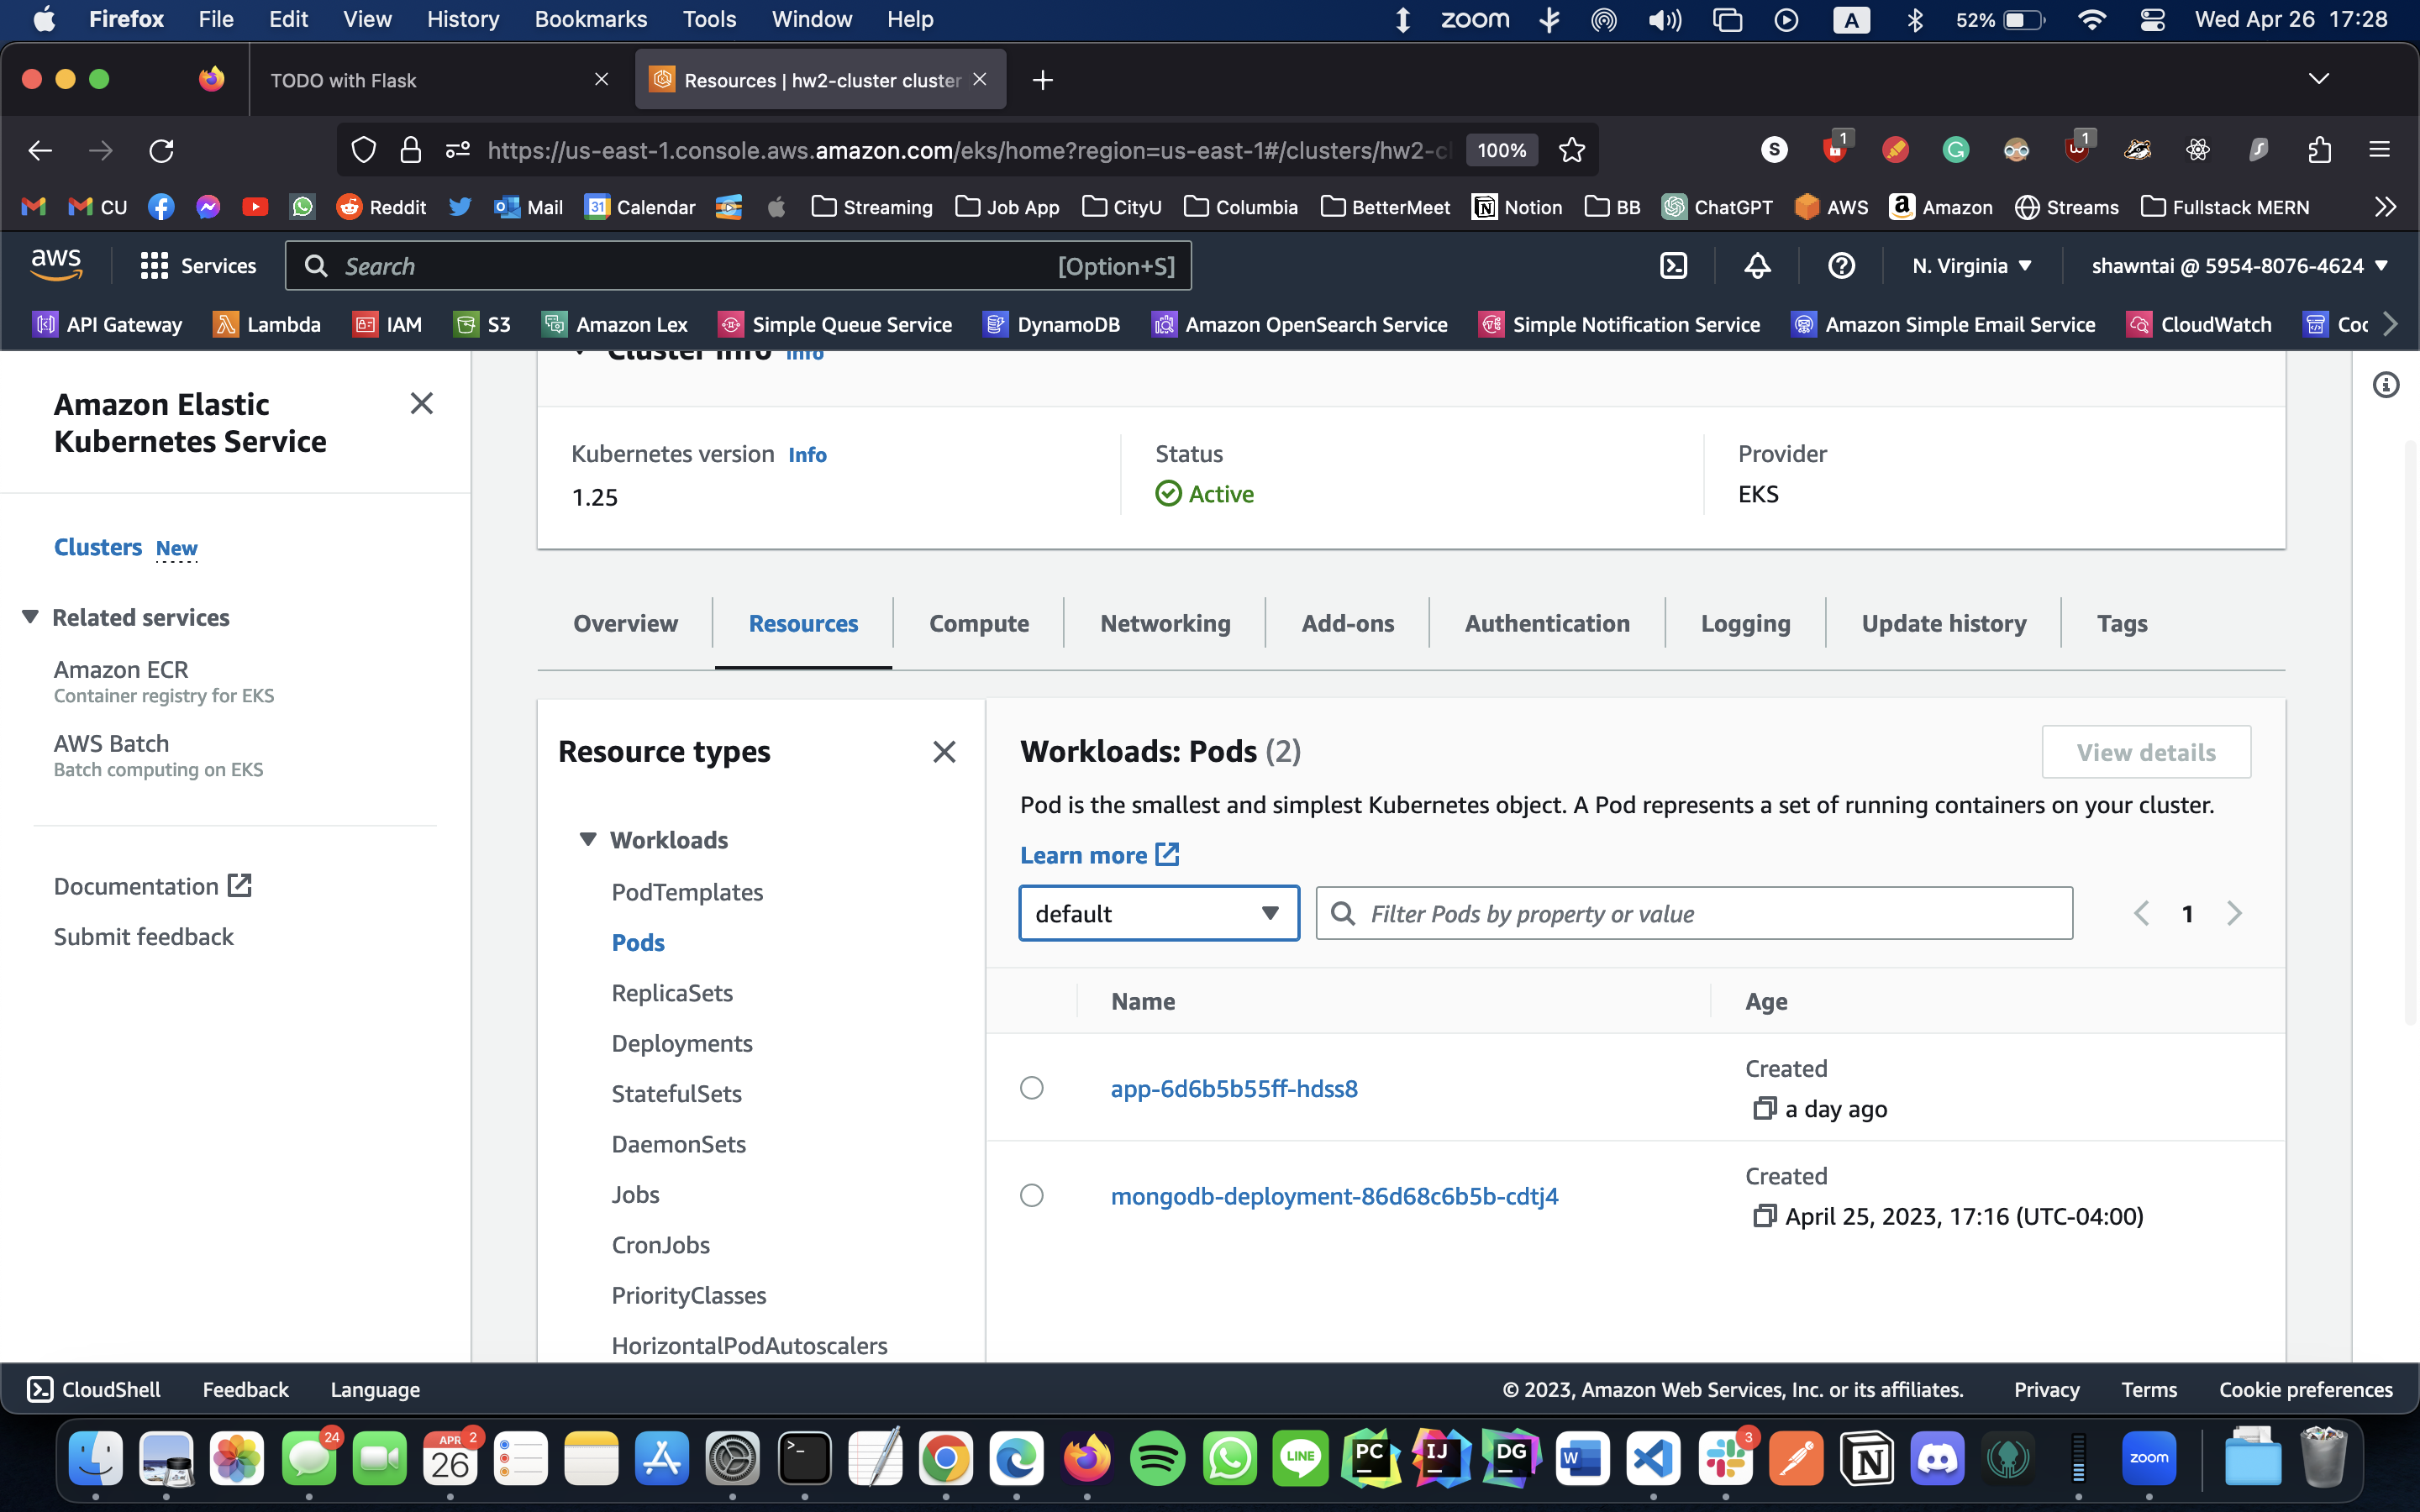 Firefox File Edit View History Bookmarks Tools Window Help zoom A 52% Wed Apr 26 17:28
TODO with Flask Resources | hw2-cluster cluster
https://us-east-1.console.aws.amazon.com/eks/home?region=us-east-1#/clusters/hw2-cl 100% S 1 1
CU Reddit Mail 31 Calendar Streaming Job App CityU Columbia BetterMeet Notion BB ChatGPT AWS Amazon Streams Fullstack MERN
aws Services Search [Option+S] N. Virginia shawntai @ 5954-8076-4624
API Gateway Lambda IAM S3 Amazon Lex Simple Queue Service DynamoDB Amazon OpenSearch Service Simple Notification Service Amazon Simple Email Service CloudWatch Coc
Cluster info Info
Amazon Elastic
Kubernetes Service
Clusters New
Related services
Amazon ECR
Container registry for EKS
AWS Batch
Batch computing on EKS
Documentation
Submit feedback
Kubernetes version Info
1.25
Status
Active
Provider
EKS
Overview Resources Compute Networking Add-ons Authentication Logging Update history Tags
Resource types
Workloads
PodTemplates
Pods
ReplicaSets
Deployments
StatefulSets
DaemonSets
Jobs
CronJobs
PriorityClasses
HorizontalPodAutoscalers
Workloads: Pods (2)
View details
Pod is the smallest and simplest Kubernetes object. A Pod represents a set of running containers on your cluster.
Learn more
default Filter Pods by property or value 1
Name Age
app-6d6b5b55ff-hdss8
Created
a day ago
mongodb-deployment-86d68c6b5b-cdtj4
Created
April 25, 2023, 17:16 (UTC-04:00)
CloudShell Feedback Language © 2023, Amazon Web Services, Inc. or its affiliates. Privacy Terms Cookie preferences
24 APR 2 26 LINE PC IJ DG W 3 N zoom